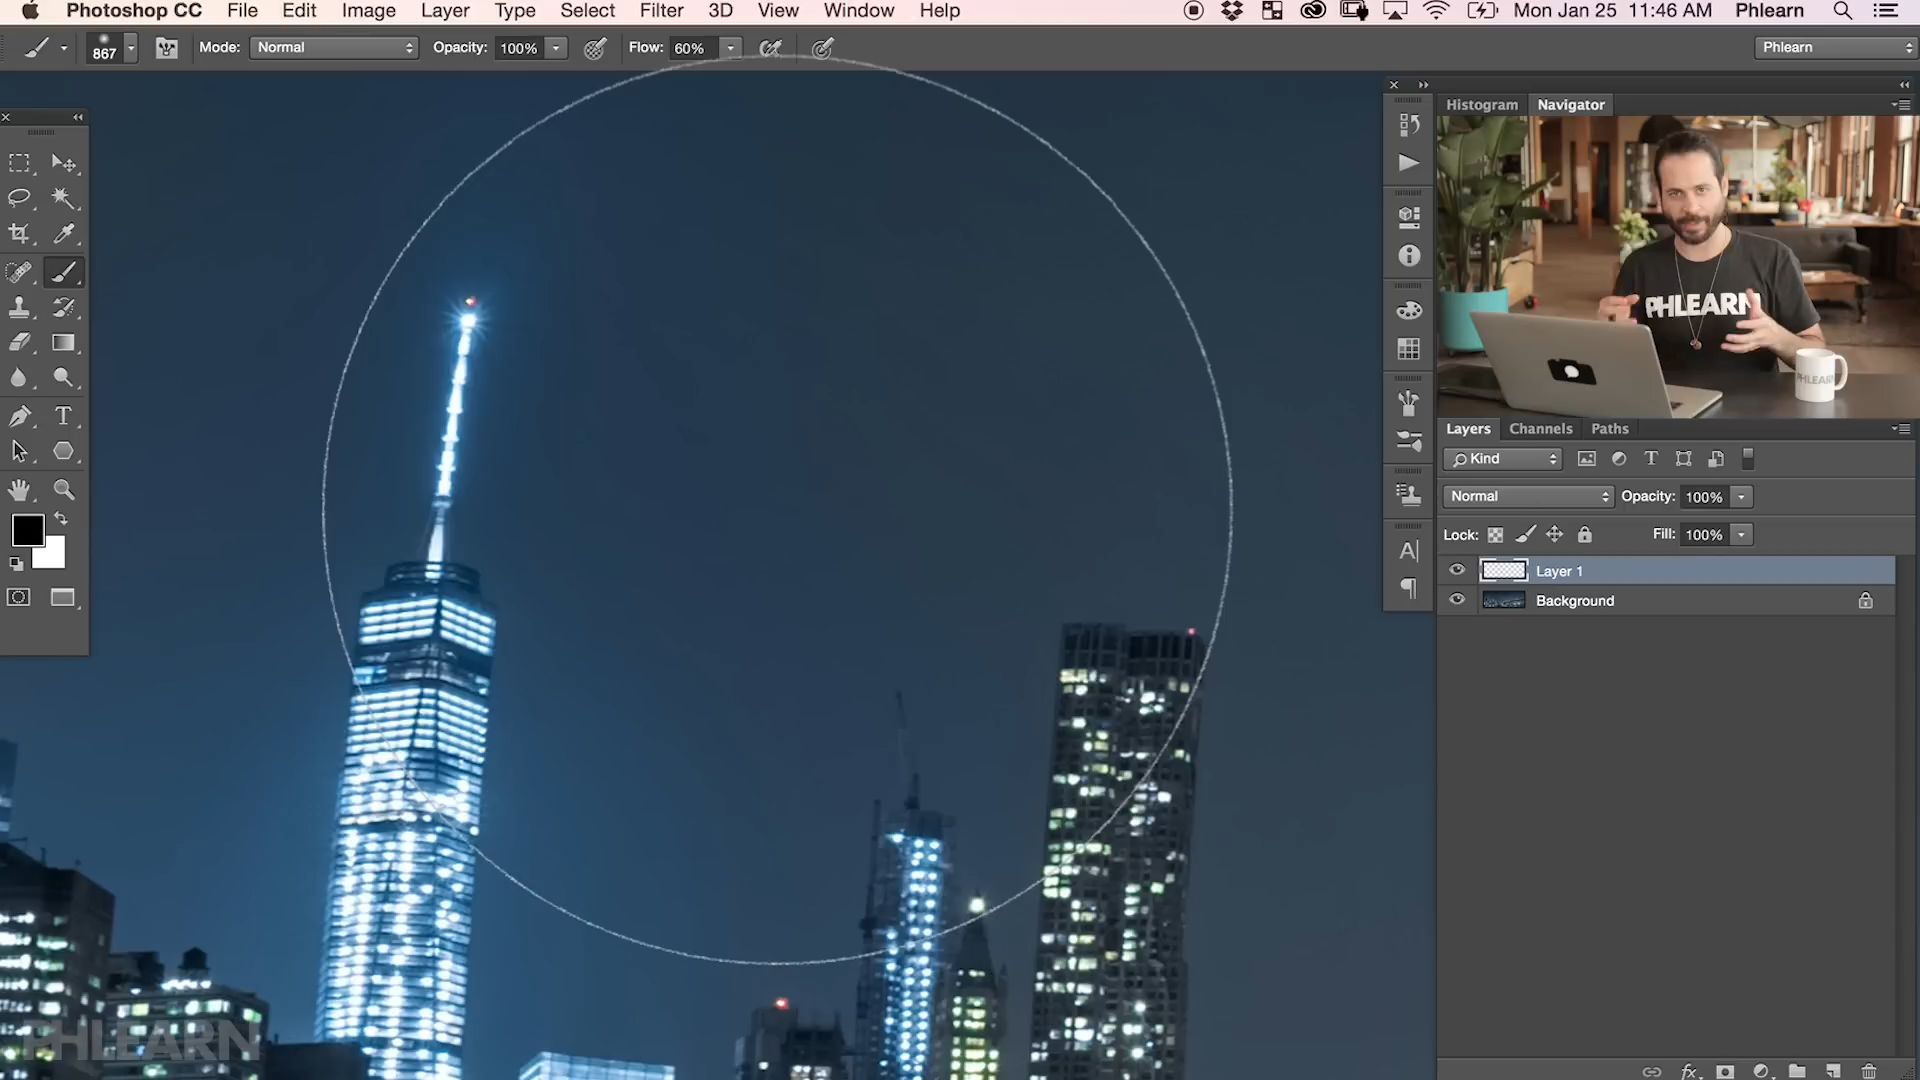 Photoshop CC File Edit Image Layer Type Select Filter 3D View Window Help Mon Jan 25 11:46 AM Phlearn
867 Mode: Normal Opacity: 100% Flow: 60% Phlearn
Histogram Navigator
PHLEARN
PHLEARN
Layers Channels Paths
Kind
Normal Opacity: 100%
Lock: Fill: 100%
Layer 1
Background
PHLEARN